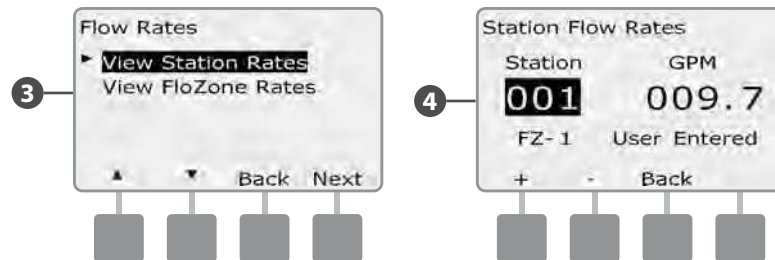 3
Flow Rates
► View Station Rates
View FloZone Rates
▲ ▼ Back Next
4
Station Flow Rates
Station GPM
001 009.7
FZ-1 User Entered
+ - Back